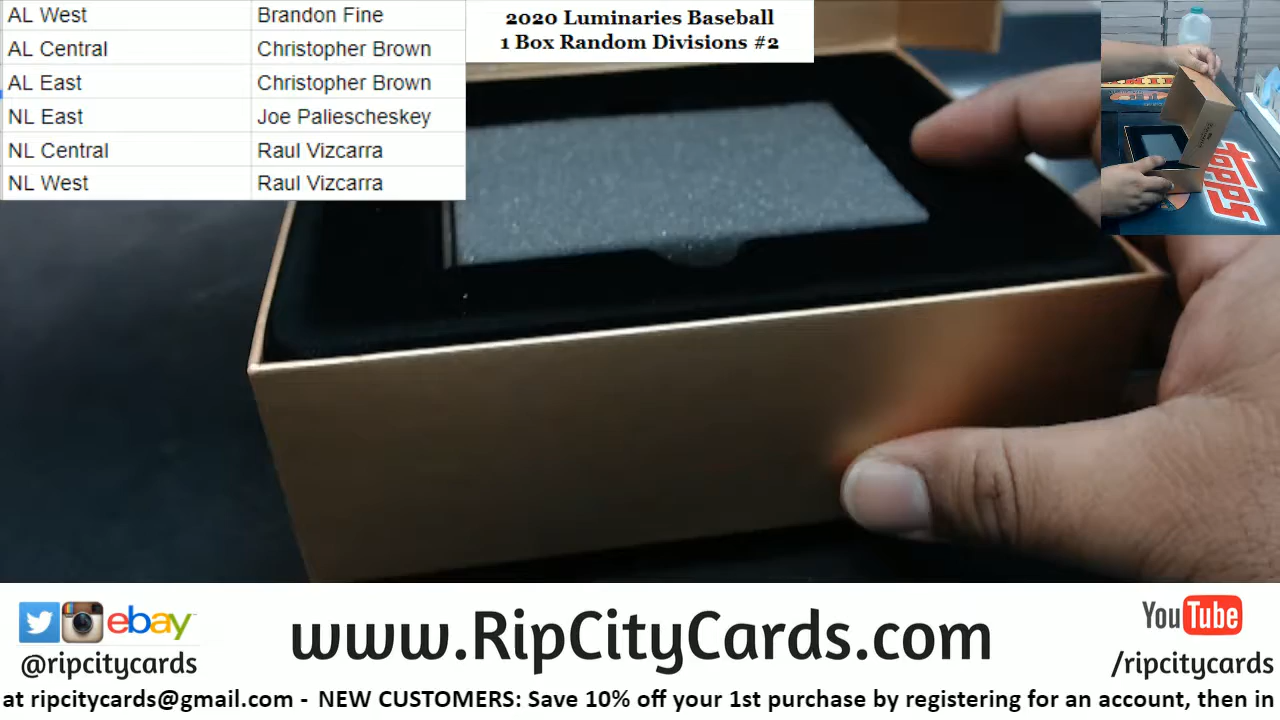 AL West Brandon Fine
AL Central Christopher Brown
AL East Christopher Brown
NL East Joe Paliescheskey
NL Central Raul Vizcarra
NL West Raul Vizcarra
2020 Luminaries Baseball
1 Box Random Divisions #2
topps
ebay
@ripcitycards
www.RipCityCards.com
YouTube
/ripcitycards
at ripcitycards@gmail.com - NEW CUSTOMERS: Save 10% off your 1st purchase by registering for an account, then in